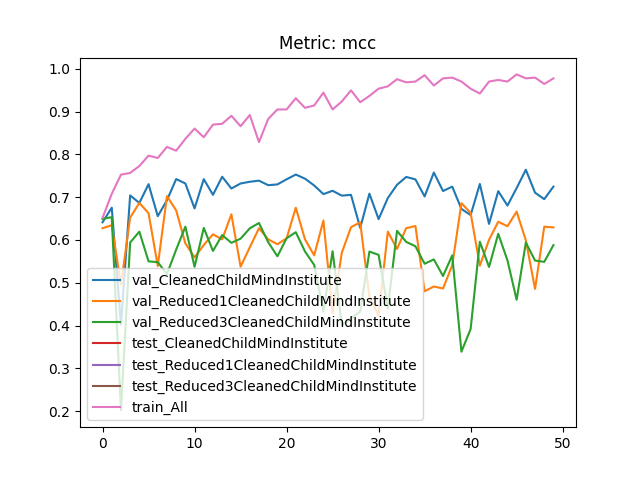 Metric: mcc
1.0
0.9
0.8
0.7
0.6
0.5
0.4
0.3
0.2
val_CleanedChildMindInstitute
val_Reduced1CleanedChildMindInstitute
val_Reduced3CleanedChildMindInstitute
test_CleanedChildMindInstitute
test_Reduced1CleanedChildMindInstitute
test_Reduced3CleanedChildMindInstitute
train_All
0 10 20 30 40 50